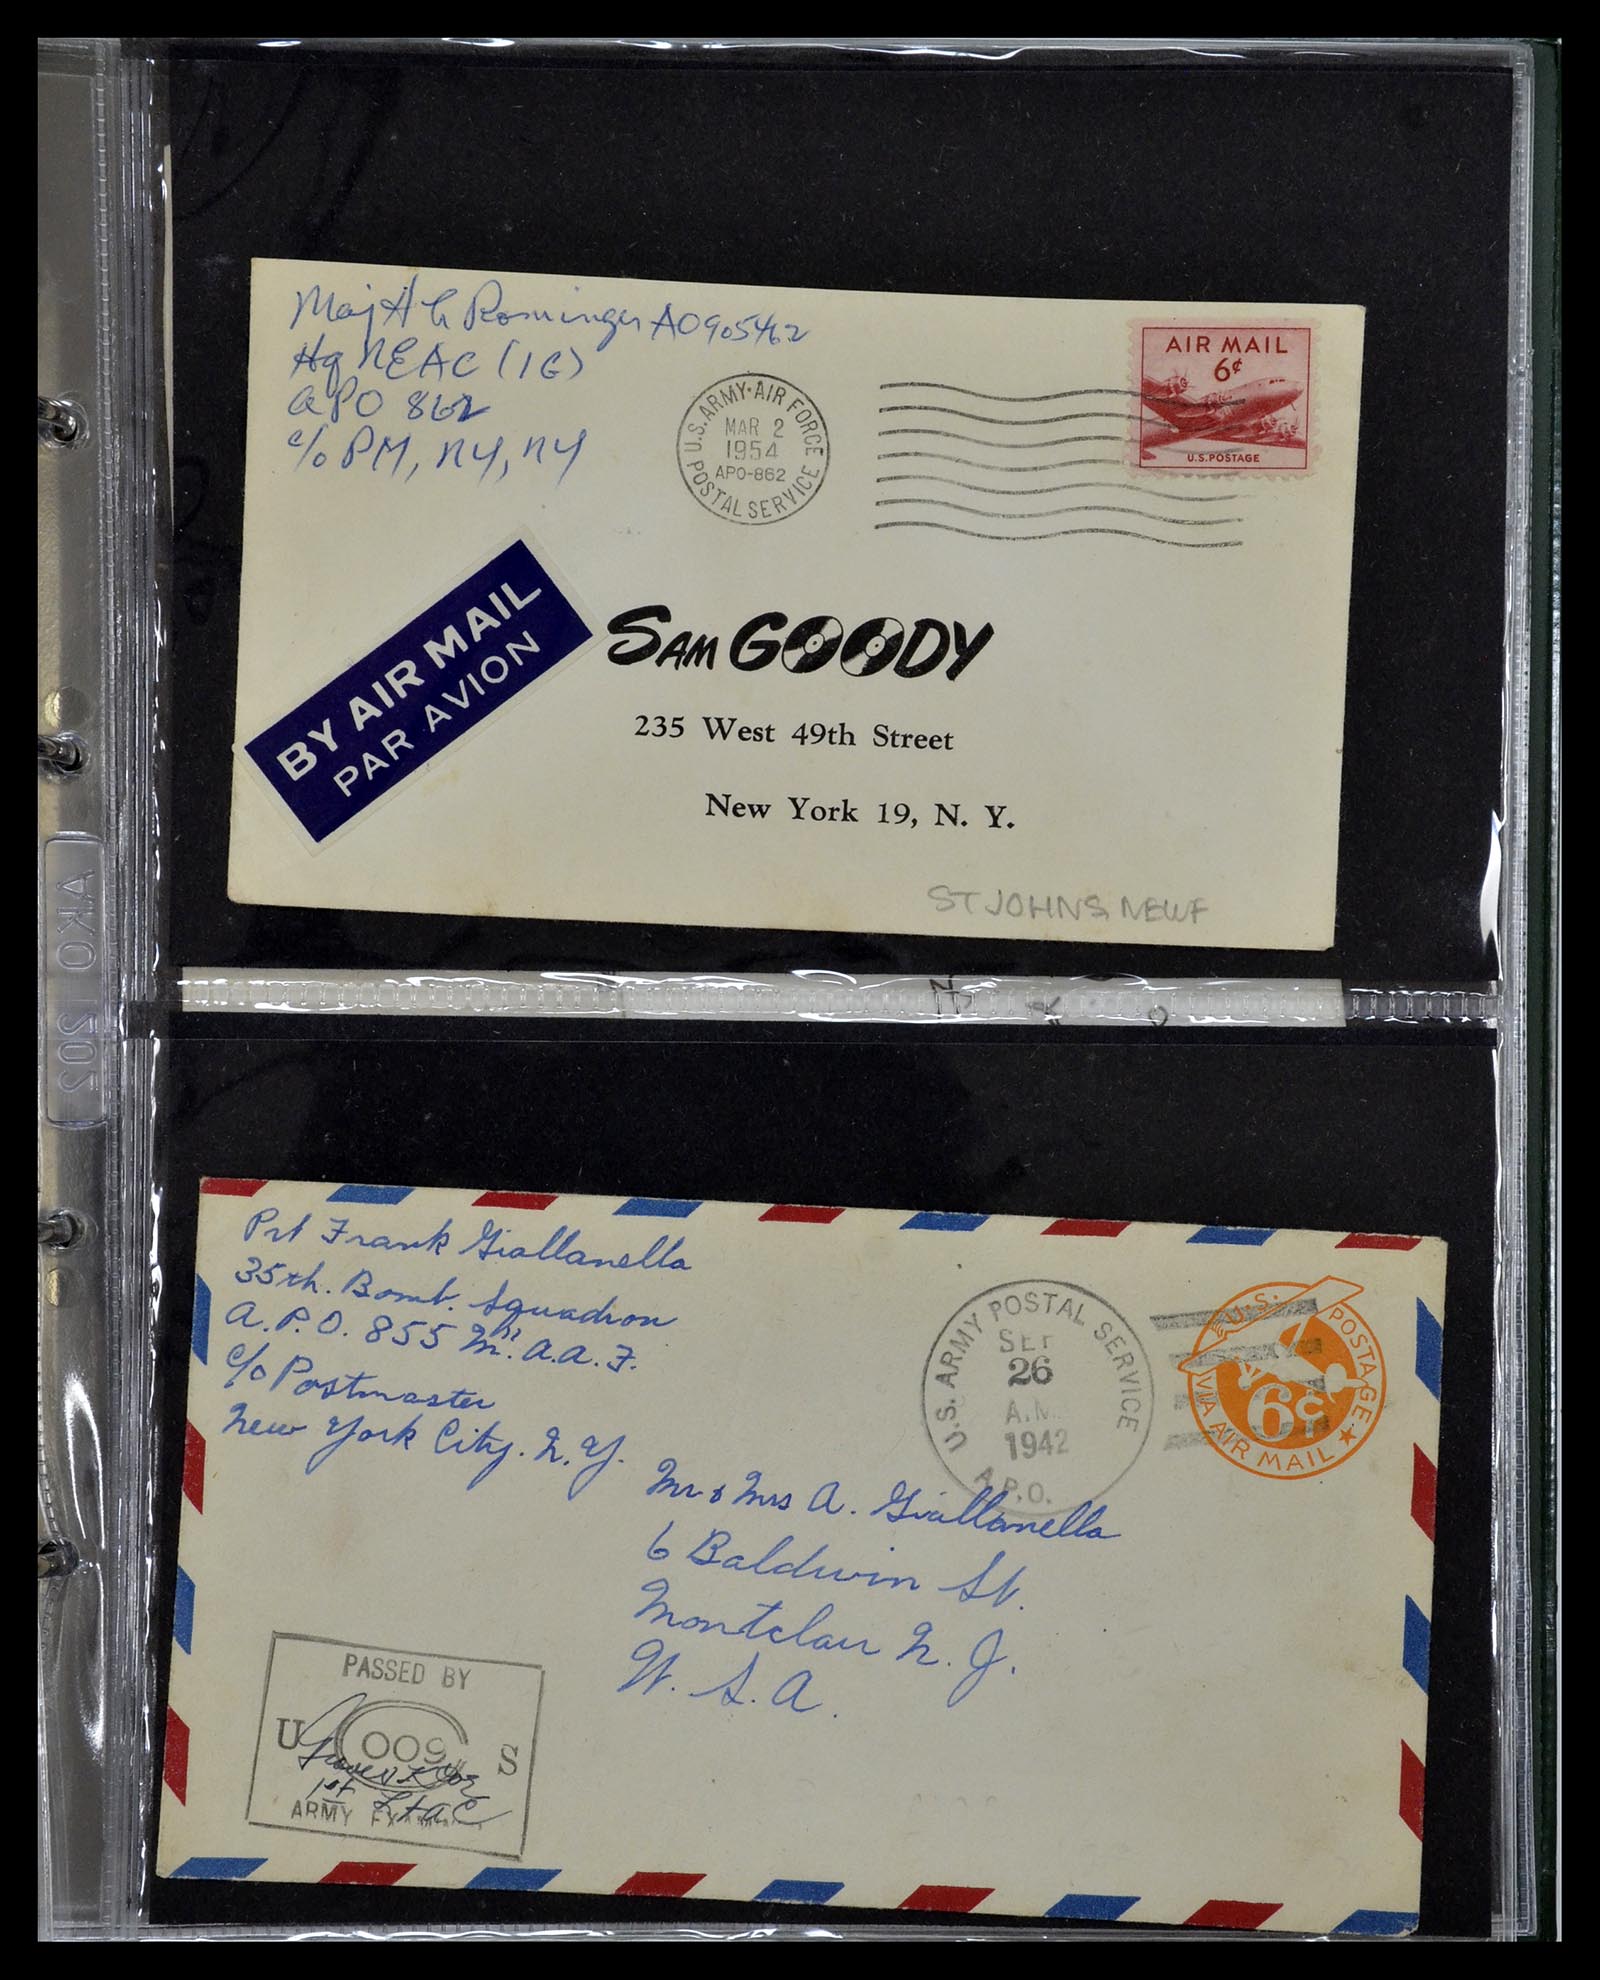 Maj H C Rominger AO905462
Hq NEAC (IG)
APO 862
c/o PM, NY, NY
U.S. ARMY-AIR FORCE
MAR 2
1954
APO-862
POSTAL SERVICE
AIR MAIL
6¢
U.S. POSTAGE
BY AIR MAIL
PAR AVION
SAM GOODY
235 West 49th Street
New York 19, N. Y.
ST JOHNS NEWF
AKO 1202
Pvt Frank Giallanella
35th. Bomb. Squadron
A.P.O. 855 A.A.F.
c/o Postmaster
New York City. N.Y.
U.S. ARMY POSTAL SERVICE
SEP
26
A.M.
1942
A.P.O.
U.S. POSTAGE
6¢
VIA AIR MAIL
Mr & Mrs A. Giallanella
6 Baldwin St.
Montclair N. J.
U. S. A.
PASSED BY
U 009 S
1st Lt A C
ARMY EXAMINER